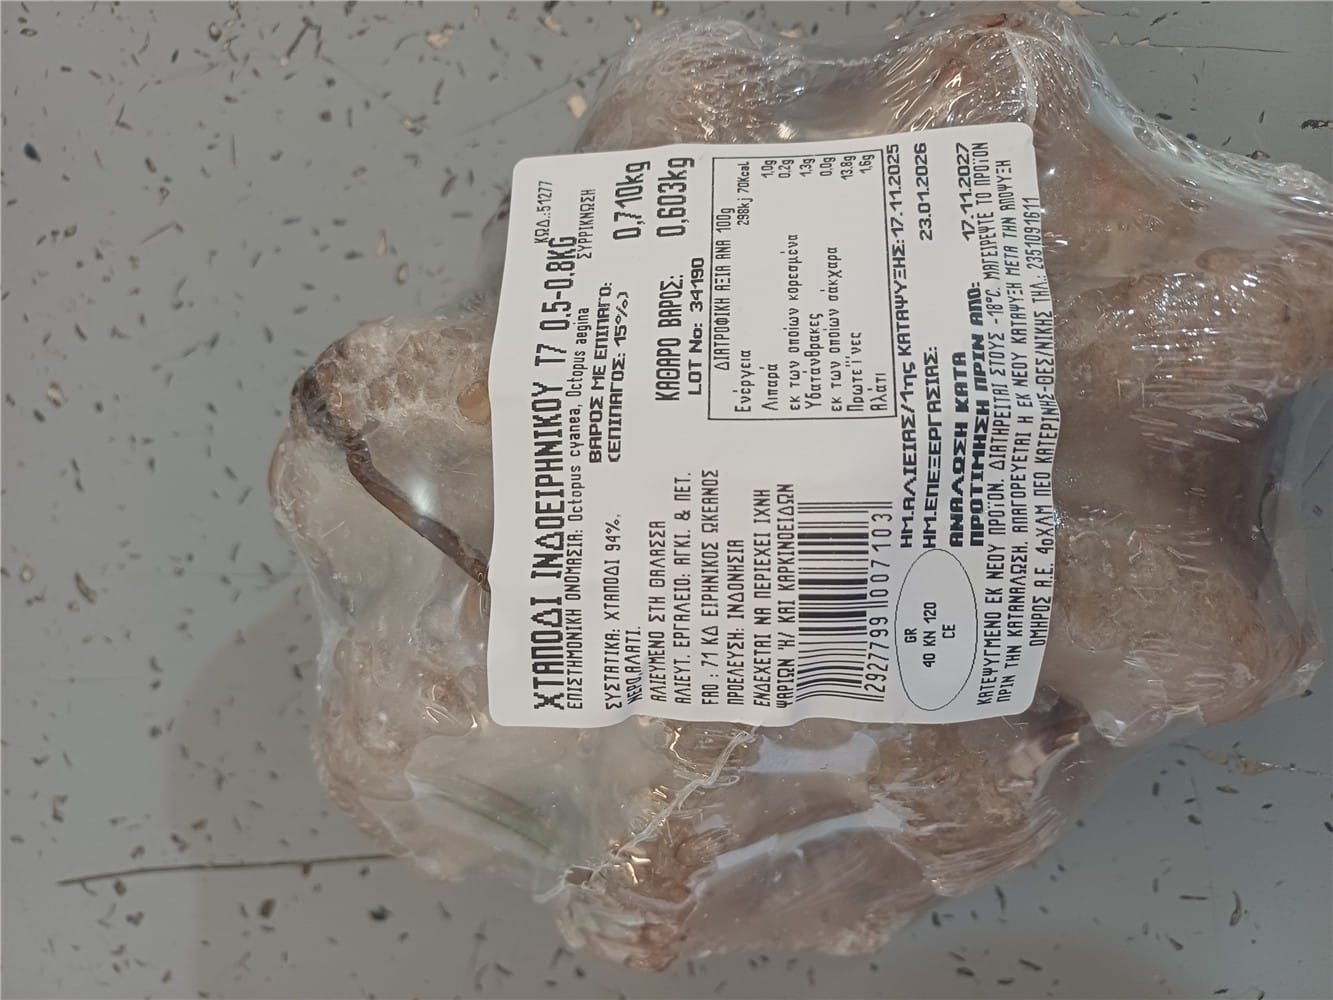 ΚΩΔ.:51277
ΧΤΑΠΟΔΙ ΙΝΔΟΕΙΡΗΝΙΚΟΥ Τ7 0.5-0.8KG
ΕΠΙΣΤΗΜΟΝΙΚΗ ΟΝΟΜΑΣΙΑ: Octopus cyanea, Octopus aegina ΣΥΡΡΙΚΝΩΣΗ
ΒΑΡΟΣ ΜΕ ΕΠΙΠΑΓΟ: 0,710kg
(ΕΠΙΠΑΓΟΣ: 15%)
ΣΥΣΤΑΤΙΚΑ: ΧΤΑΠΟΔΙ 94%,
ΝΕΡΟ,ΑΛΑΤΙ.
ΚΑΘΑΡΟ ΒΑΡΟΣ: 0,603kg
LOT No: 34190
ΑΛΙΕΥΜΕΝΟ ΣΤΗ ΘΑΛΑΣΣΑ
ΑΛΙΕΥΤ. ΕΡΓΑΛΕΙΟ: ΑΓΚΙ. & ΠΕΤ.
FAO : 71 ΚΔ ΕΙΡΗΝΙΚΟΣ ΩΚΕΑΝΟΣ
ΠΡΟΕΛΕΥΣΗ: ΙΝΔΟΝΗΣΙΑ
ΕΝΔΕΧΕΤΑΙ ΝΑ ΠΕΡΙΕΧΕΙ ΙΧΝΗ
ΨΑΡΙΩΝ 'Η/ ΚΑΙ ΚΑΡΚΙΝΟΕΙΔΩΝ
ΔΙΑΤΡΟΦΙΚΗ ΑΞΙΑ ΑΝΑ 100g
Ενέργεια 298kj 70Kcal
Λιπαρά 1,0g
εκ των οποίων κορεσμένα 0.2g
Υδατάνθρακες 1,3g
εκ των οποίων σάκχαρα 0.0g
Πρωτεΐνες 13.8g
Αλάτι 1,6g
2927799007103
ΗΜ.ΑΛΙΕΙΑΣ/1ης ΚΑΤΑΨΥΞΗΣ:17.11.2025
ΗΜ.ΕΠΕΞΕΡΓΑΣΙΑΣ: 23.01.2026
ΑΝΑΛΩΣΗ ΚΑΤΑ
ΠΡΟΤΙΜΗΣΗ ΠΡΙΝ ΑΠΟ: 17.11.2027
GR
40 ΚΝ 120
CE
ΚΑΤΕΨΥΓΜΕΝΟ ΕΚ ΝΕΟΥ ΠΡΟΪΟΝ. ΔΙΑΤΗΡΕΙΤΑΙ ΣΤΟΥΣ -18°C. ΜΑΓΕΙΡΕΨΤΕ ΤΟ ΠΡΟΪΟΝ
ΠΡΙΝ ΤΗΝ ΚΑΤΑΝΑΛΩΣΗ. ΑΠΑΓΟΡΕΥΕΤΑΙ Η ΕΚ ΝΕΟΥ ΚΑΤΑΨΥΞΗ ΜΕΤΑ ΤΗΝ ΑΠΟΨΥΞΗ
ΟΜΗΡΟΣ Α.Ε. 4οΧΛΜ ΠΕΟ ΚΑΤΕΡΙΝΗΣ-ΘΕΣ/ΝΙΚΗΣ ΤΗΛ.: 2351091611